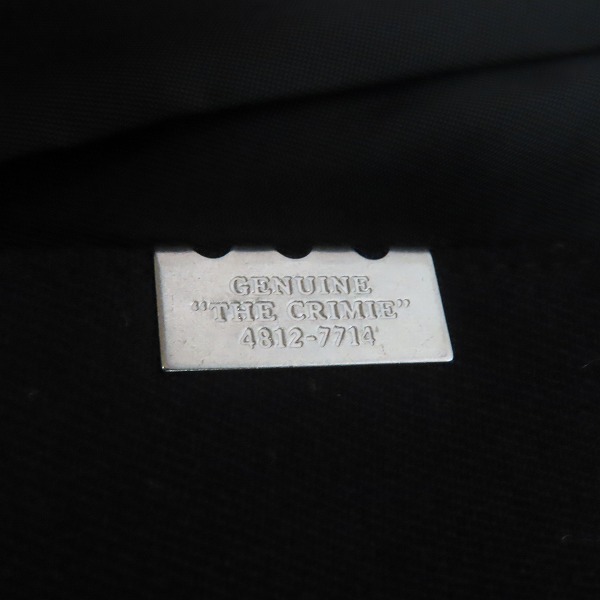 GENUINE
"THE CRIMIE"
4812-7714